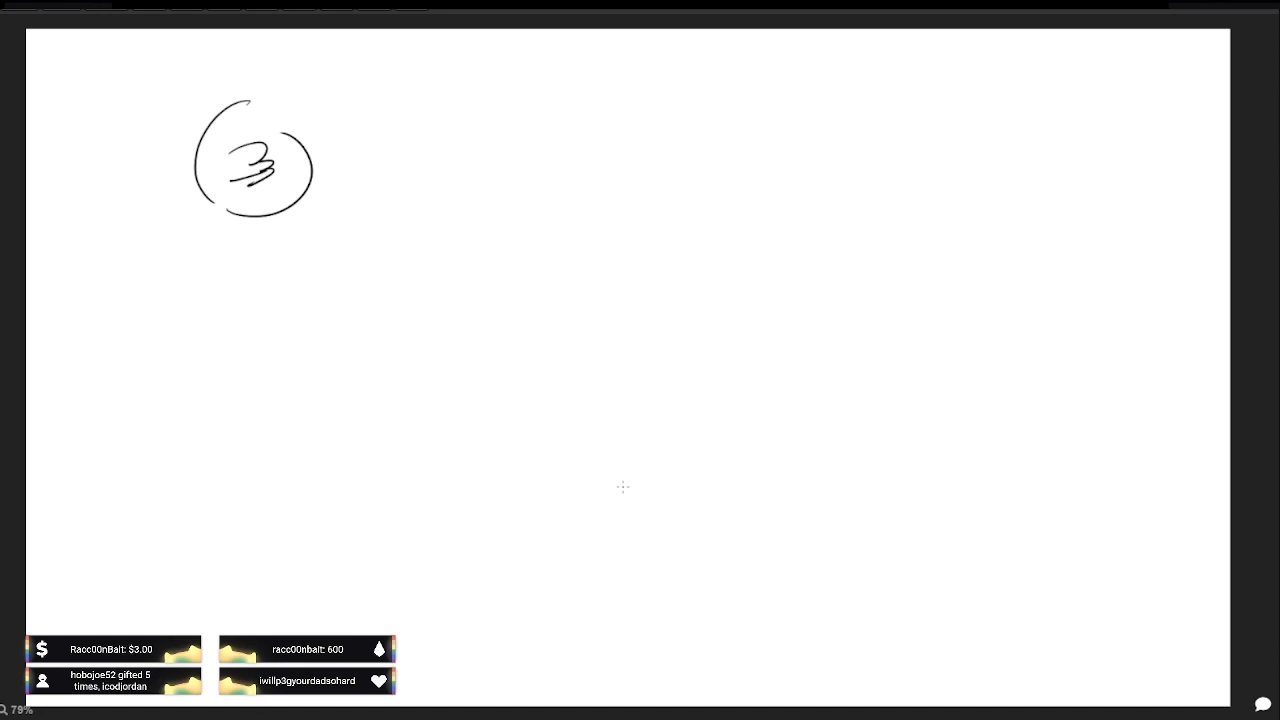 3
Racc00nBait: $3.00
racc00nbait: 600
hobojoe52 gifted 5
times, icodjordan
iwillp3gyourdadsohard
79%